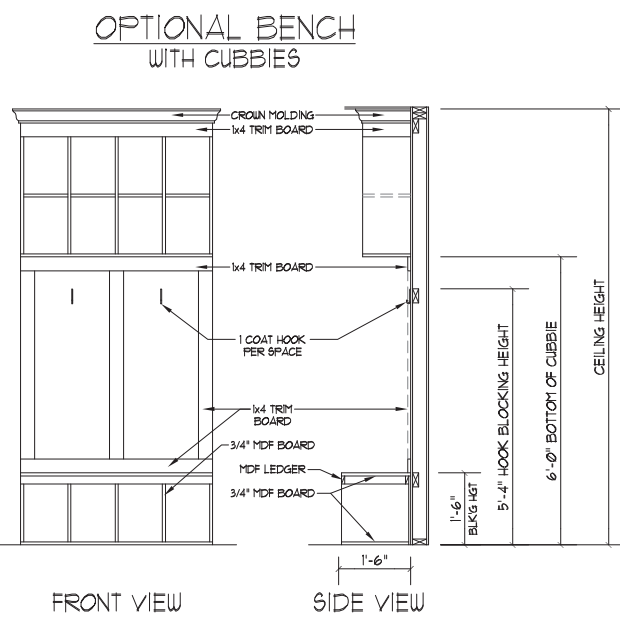 OPTIONAL BENCH
WITH CUBBIES
CROWN MOLDING
1x4 TRIM BOARD
1x4 TRIM BOARD
1 COAT HOOK
PER SPACE
1x4 TRIM
BOARD
3/4" MDF BOARD
MDF LEDGER
3/4" MDF BOARD
1'-6"
BLK'G HGT
5'-4" HOOK BLOCKING HEIGHT
6'-0" BOTTOM OF CUBBIE
CEILING HEIGHT
1'-6"
FRONT VIEW
SIDE VIEW